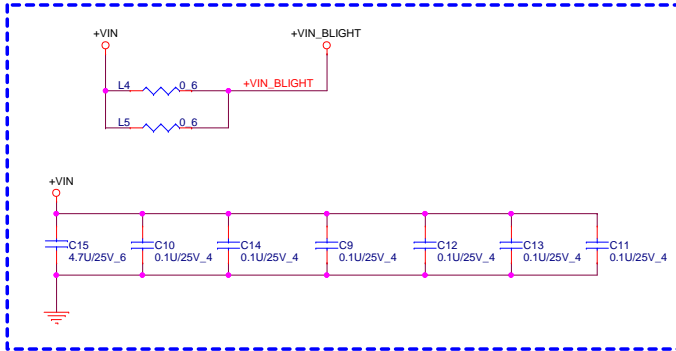 +VIN
+VIN_BLIGHT
L4
0_6
+VIN_BLIGHT
L5
0_6
+VIN
C15
4.7U/25V_6
C10
0.1U/25V_4
C14
0.1U/25V_4
C9
0.1U/25V_4
C12
0.1U/25V_4
C13
0.1U/25V_4
C11
0.1U/25V_4